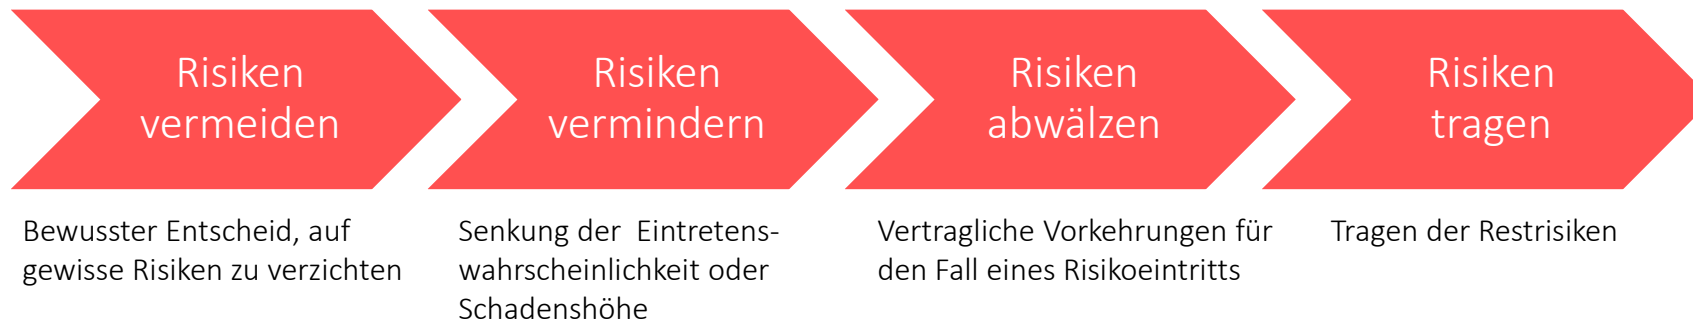 Risiken
vermeiden
Risiken
vermindern
Risiken
abwälzen
Risiken
tragen
Bewusster Entscheid, auf
gewisse Risiken zu verzichten
Senkung der  Eintretens-
wahrscheinlichkeit oder
Schadenshöhe
Vertragliche Vorkehrungen für
den Fall eines Risikoeintritts
Tragen der Restrisiken